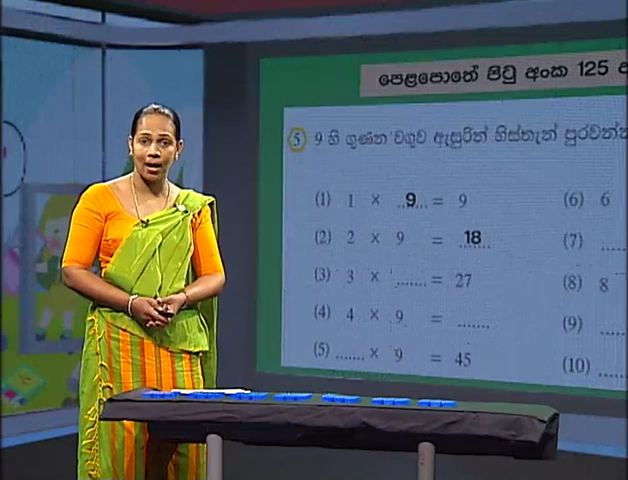 පෙළපොතේ පිටු අංක 125 අ
5 9 හි ගුණන වගුව ඇසුරින් හිස්තැන් පුරවන්න
(1) 1 × ..9.... = 9 (6) 6
(2) 2 × 9 = ..18.... (7) ......
(3) 3 × ........ = 27 (8) 8
(4) 4 × 9 = ........ (9) ......
(5) ........ × 9 = 45 (10) ......